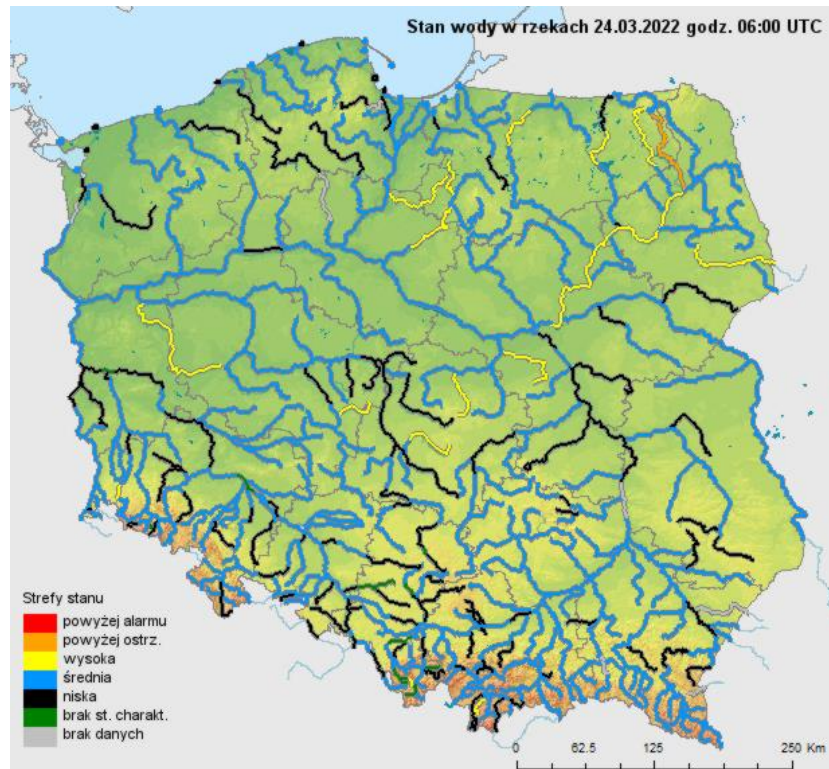 Stan wody w rzekach 24.03.2022 godz. 06:00 UTC
Strefy stanu
powyżej alarmu
powyżej ostrz.
wysoka
średnia
niska
brak st. charakt.
brak danych
0 62.5 125 250 Km